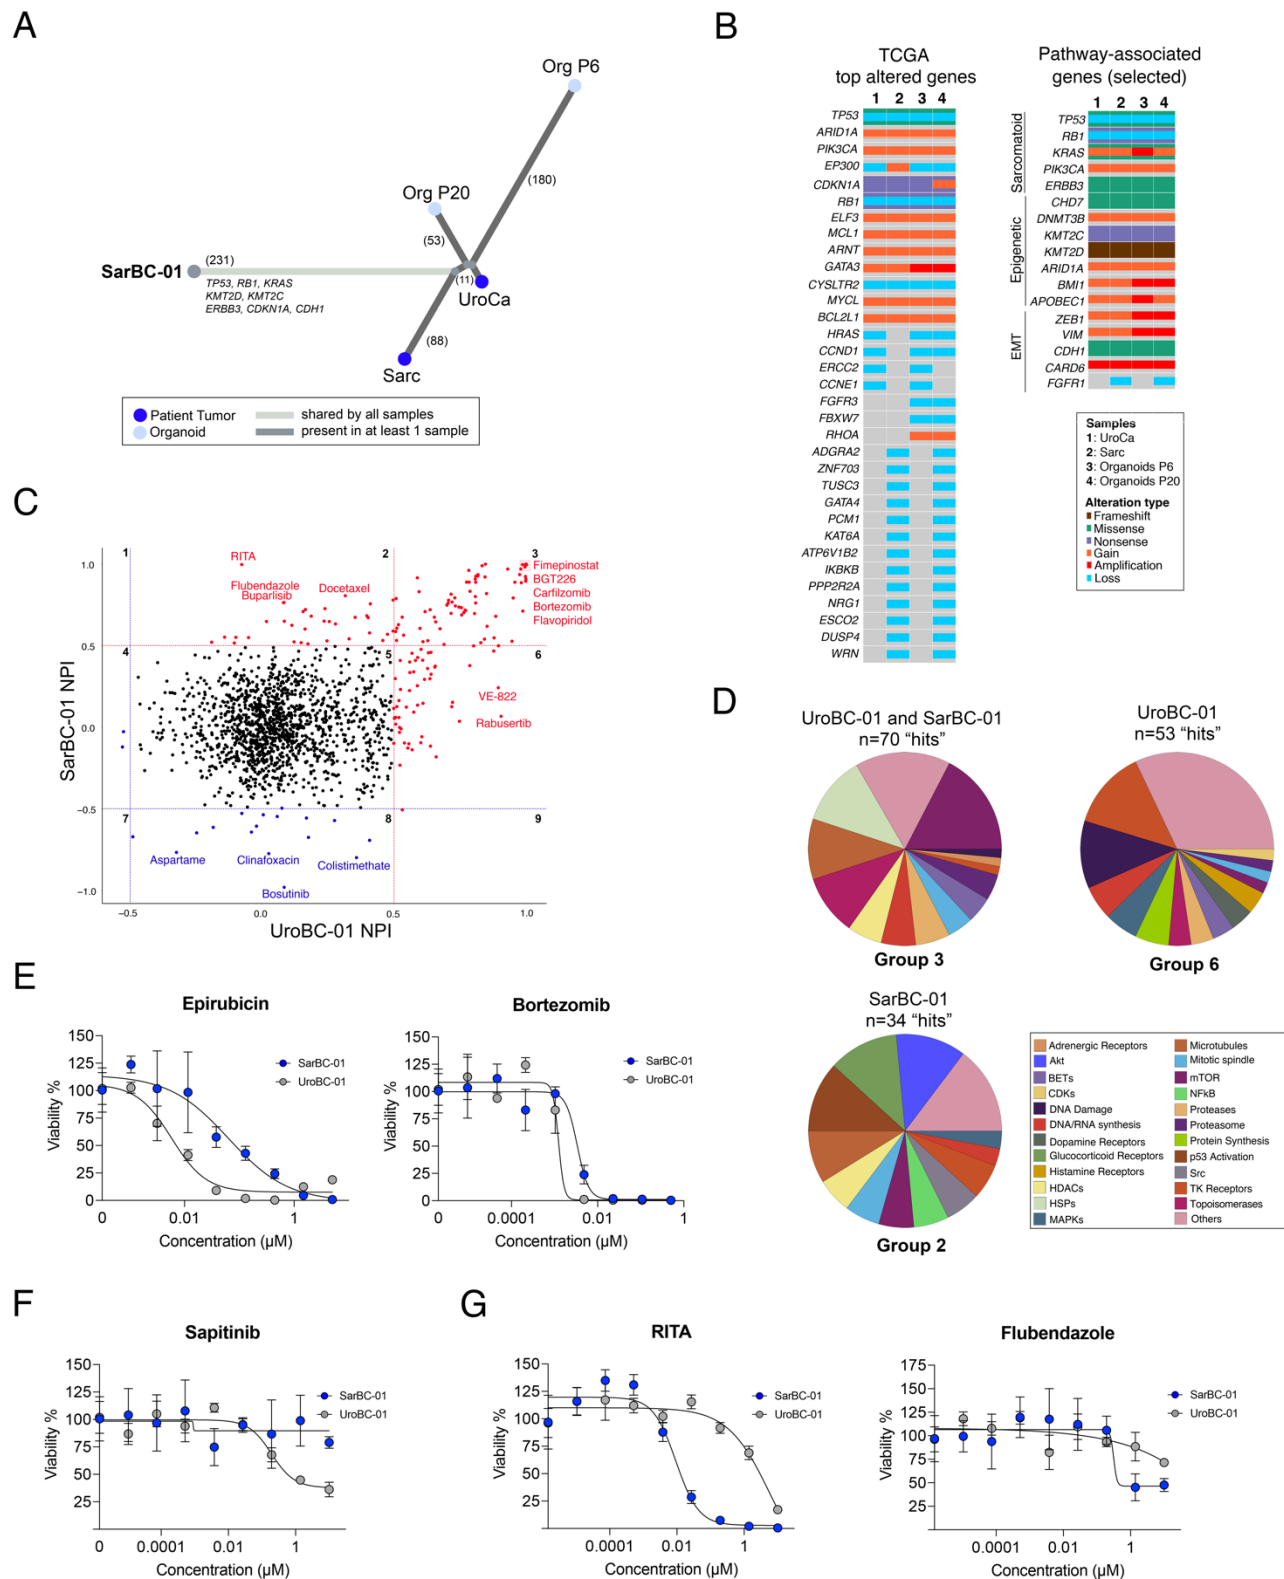 A
Org P6
Org P20
(180)
(53)
SarBC-01
(231)
TP53, RB1, KRAS
KMT2D, KMT2C
ERBB3, CDKN1A, CDH1
(11)
UroCa
(88)
Sarc
Patient Tumor
Organoid
shared by all samples
present in at least 1 sample
B
TCGA
top altered genes
1 2 3 4
TP53
ARID1A
PIK3CA
EP300
CDKN1A
RB1
ELF3
MCL1
ARNT
GATA3
CYSLTR2
MYCL
BCL2L1
HRAS
CCND1
ERCC2
CCNE1
FGFR3
FBXW7
RHOA
ADGRA2
ZNF703
TUSC3
GATA4
PCM1
KAT6A
ATP6V1B2
IKBKB
PPP2R2A
NRG1
ESCO2
DUSP4
WRN
Pathway-associated
genes (selected)
1 2 3 4
Sarcomatoid
TP53
RB1
KRAS
PIK3CA
ERBB3
Epigenetic
CHD7
DNMT3B
KMT2C
KMT2D
ARID1A
BMI1
APOBEC1
EMT
ZEB1
VIM
CDH1
CARD6
FGFR1
Samples
1: UroCa
2: Sarc
3: Organoids P6
4: Organoids P20
Alteration type
Frameshift
Missense
Nonsense
Gain
Amplification
Loss
C
SarBC-01 NPI
1.0
0.5
0.0
−0.5
−1.0
1
2
3
4
5
6
7
8
9
RITA
Flubendazole
Buparlisib
Docetaxel
Fimepinostat
BGT226
Carfilzomib
Bortezomib
Flavopiridol
VE-822
Rabusertib
Aspartame
Clinafoxacin
Colistimethate
Bosutinib
−0.5
0.0
0.5
1.0
UroBC-01 NPI
D
UroBC-01 and SarBC-01
n=70 "hits"
Group 3
UroBC-01
n=53 "hits"
Group 6
SarBC-01
n=34 "hits"
Group 2
Adrenergic Receptors
Akt
BETs
CDKs
DNA Damage
DNA/RNA synthesis
Dopamine Receptors
Glucocorticoid Receptors
Histamine Receptors
HDACs
HSPs
MAPKs
Microtubules
Mitotic spindle
mTOR
NFkB
Proteases
Proteasome
Protein Synthesis
p53 Activation
Src
TK Receptors
Topoisomerases
Others
E
Epirubicin
Viability %
150
125
100
75
50
25
0
0
0.01
1
Concentration (µM)
SarBC-01
UroBC-01
Bortezomib
Viability %
150
125
100
75
50
25
0
0
0.0001
0.01
1
Concentration (µM)
SarBC-01
UroBC-01
F
Sapitinib
Viability %
150
125
100
75
50
25
0
0.0001
0.01
1
Concentration (µM)
SarBC-01
UroBC-01
G
RITA
Viability %
150
125
100
75
50
25
0
0.0001
0.01
1
Concentration (µM)
SarBC-01
UroBC-01
Flubendazole
Viability %
175
150
125
100
75
50
25
0
0.0001
0.01
1
Concentration (µM)
SarBC-01
UroBC-01